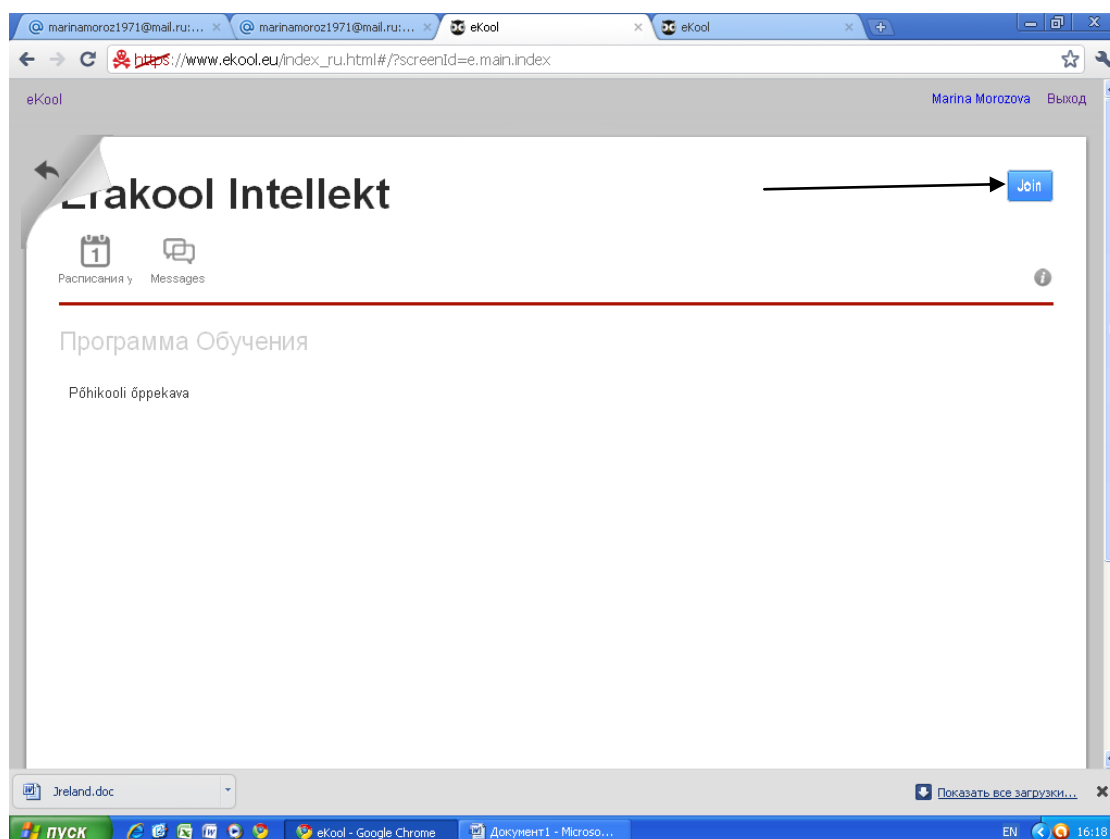 marinamoroz1971@mail.ru:... marinamoroz1971@mail.ru:... eKool eKool
https://www.ekool.eu/index_ru.html#/?screenId=e.main.index
eKool Marina Morozova Выход
Erakool Intellekt
Join
1
Расписания у Messages
Программа Обучения
Põhikooli õppekava
Jreland.doc Показать все загрузки...
пуск eKool - Google Chrome Документ1 - Microso... EN 16:18